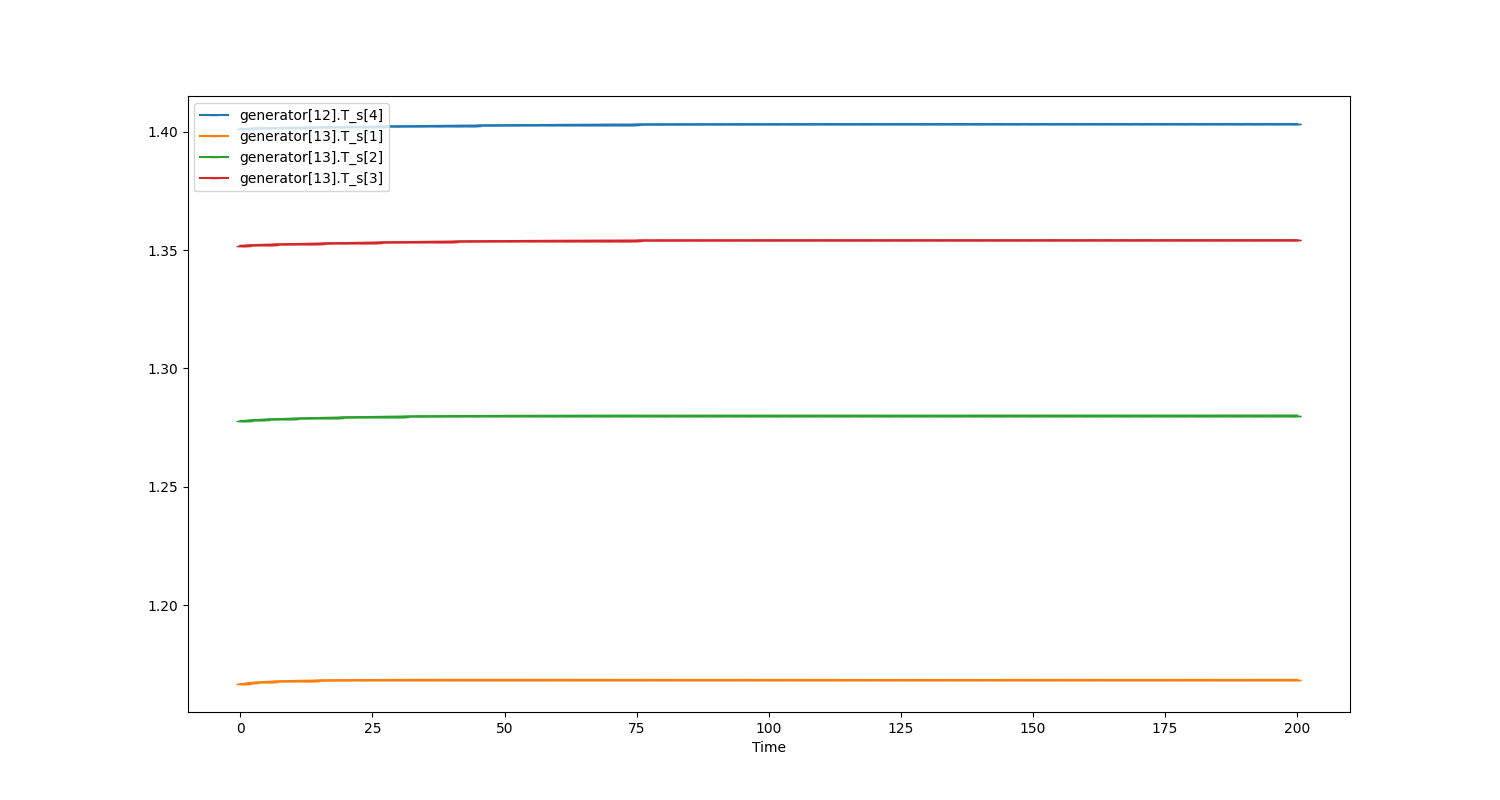 generator[12].T_s[4]
generator[13].T_s[1]
generator[13].T_s[2]
generator[13].T_s[3]
1.40
1.35
1.30
1.25
1.20
0 25 50 75 100 125 150 175 200
Time